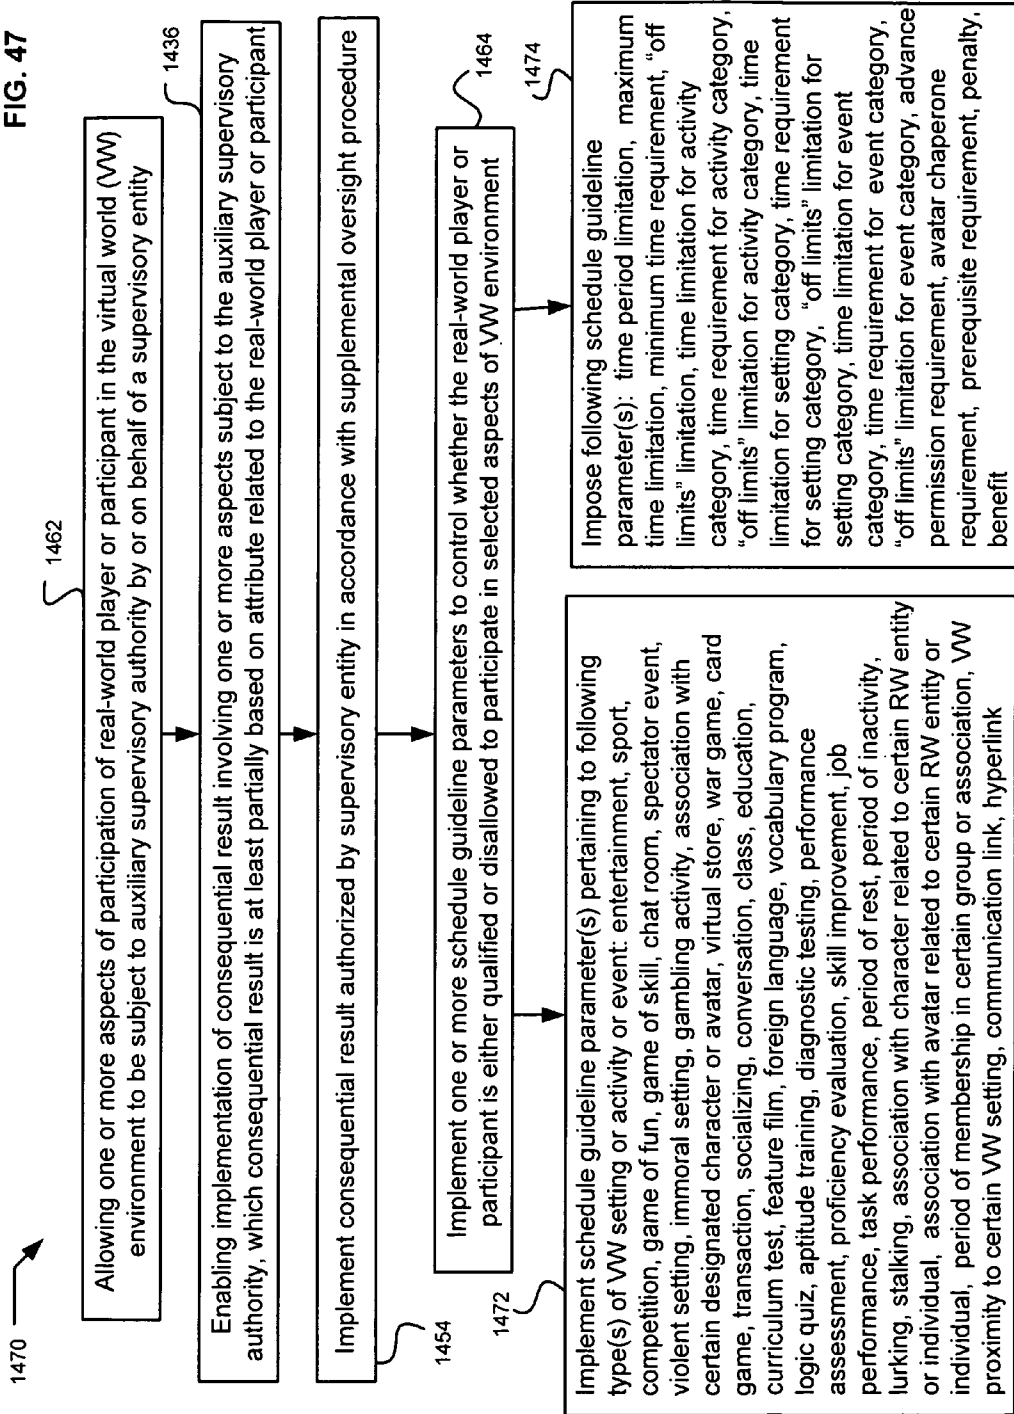 FIG. 47
1470
1462
Allowing one or more aspects of participation of real-world player or participant in the virtual world (VW)
environment to be subject to auxiliary supervisory authority by or on behalf of a supervisory entity
1436
Enabling implementation of consequential result involving one or more aspects subject to the auxiliary supervisory
authority, which consequential result is at least partially based on attribute related to the real-world player or participant
Implement consequential result authorized by supervisory entity in accordance with supplemental oversight procedure
1454
1464
Implement one or more schedule guideline parameters to control whether the real-world player or
participant is either qualified or disallowed to participate in selected aspects of VW environment
1472
Implement schedule guideline parameter(s) pertaining to following
type(s) of VW setting or activity or event: entertainment, sport,
competition, game of fun, game of skill, chat room, spectator event,
violent setting, immoral setting, gambling activity, association with
certain designated character or avatar, virtual store, war game, card
game, transaction, socializing, conversation, class, education,
curriculum test, feature film, foreign language, vocabulary program,
logic quiz, aptitude training, diagnostic testing, performance
assessment, proficiency evaluation, skill improvement, job
performance, task performance, period of rest, period of inactivity,
lurking, stalking, association with character related to certain RW entity
or individual, association with avatar related to certain RW entity or
individual, period of membership in certain group or association, VW
proximity to certain VW setting, communication link, hyperlink
1474
Impose following schedule guideline
parameter(s): time period limitation, maximum
time limitation, minimum time requirement, “off
limits” limitation, time limitation for activity
category, time requirement for activity category,
“off limits” limitation for activity category, time
limitation for setting category, time requirement
for setting category, “off limits” limitation for
setting category, time limitation for event
category, time requirement for event category,
“off limits” limitation for event category, advance
permission requirement, avatar chaperone
requirement, prerequisite requirement, penalty,
benefit